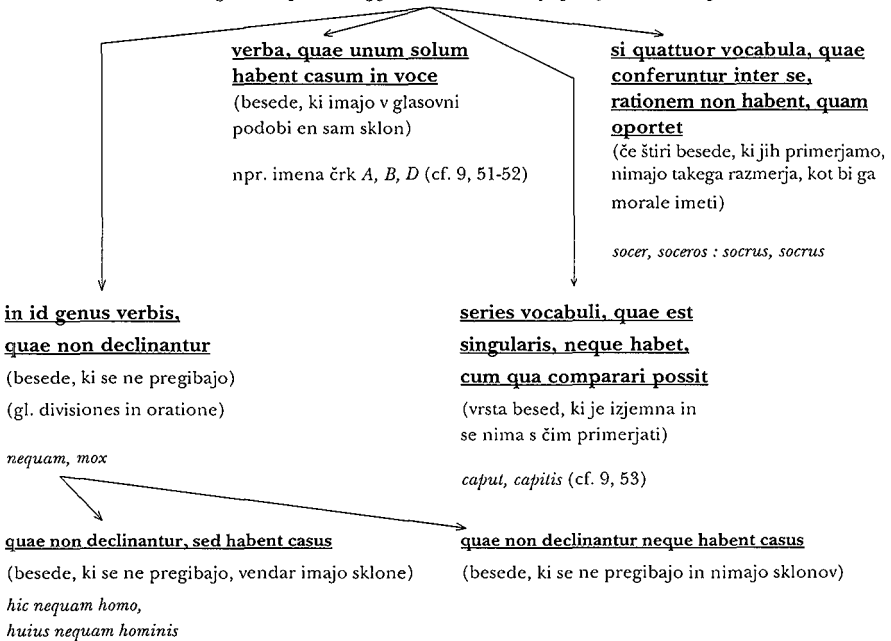 verba, quae unum solum
habent casum in voce
(besede, ki imajo v glasovni
podobi en sam sklon)
npr. imena črk A, B, D (cf. 9, 51-52)
si quattuor vocabula, quae
conferuntur inter se,
rationem non habent, quam
oportet
(če štiri besede, ki jih primerjamo,
nimajo takega razmerja, kot bi ga
morale imeti)
socer, soceros : socrus, socrus
in id genus verbis,
quae non declinantur
(besede, ki se ne pregibajo)
(gl. divisiones in oratione)
nequam, mox
series vocabuli, quae est
singularis, neque habet,
cum qua comparari possit
(vrsta besed, ki je izjemna in
se nima s čim primerjati)
caput, capitis (cf. 9, 53)
quae non declinantur, sed habent casus
(besede, ki se ne pregibajo, vendar imajo sklone)
hic nequam homo,
huius nequam hominis
quae non declinantur neque habent casus
(besede, ki se ne pregibajo in nimajo sklonov)